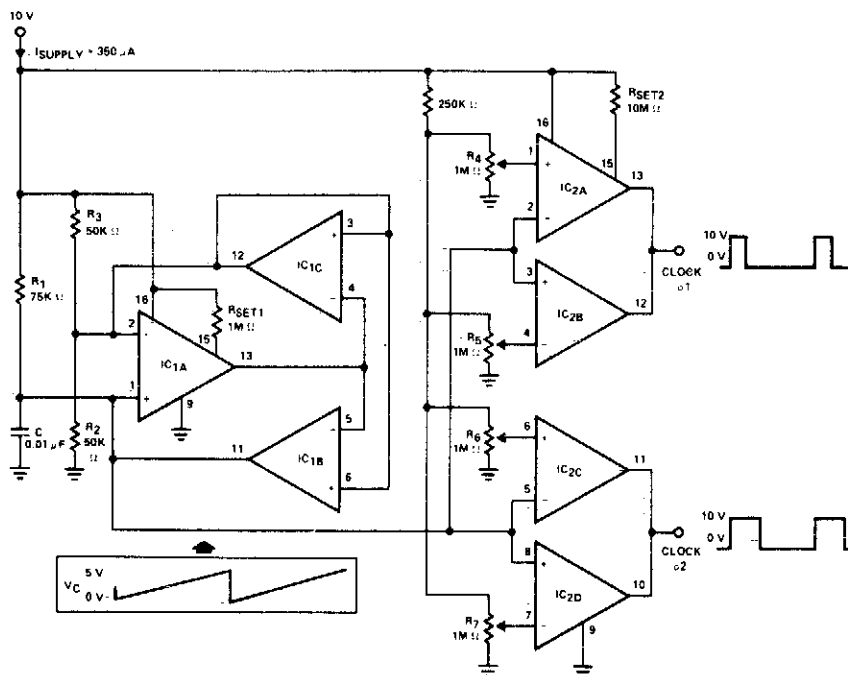 10 V
ISUPPLY ≈ 350 μA
R3
50K Ω
R1
75K Ω
C
0.01 μF
R2
50K
Ω
2
-
1
+
16
15
RSET1
1M Ω
IC1A
13
9
12
IC1C
3
+
4
-
11
IC1B
5
-
6
+
VC
5 V
0 V
250K Ω
R4
1M Ω
R5
1M Ω
R6
1M Ω
R7
1M Ω
16
RSET2
10M Ω
15
1
+
2
-
IC2A
13
3
+
4
-
IC2B
12
CLOCK
ø1
10 V
0 V
6
+
5
-
IC2C
11
8
+
7
-
IC2D
10
9
CLOCK
ø2
10 V
0 V